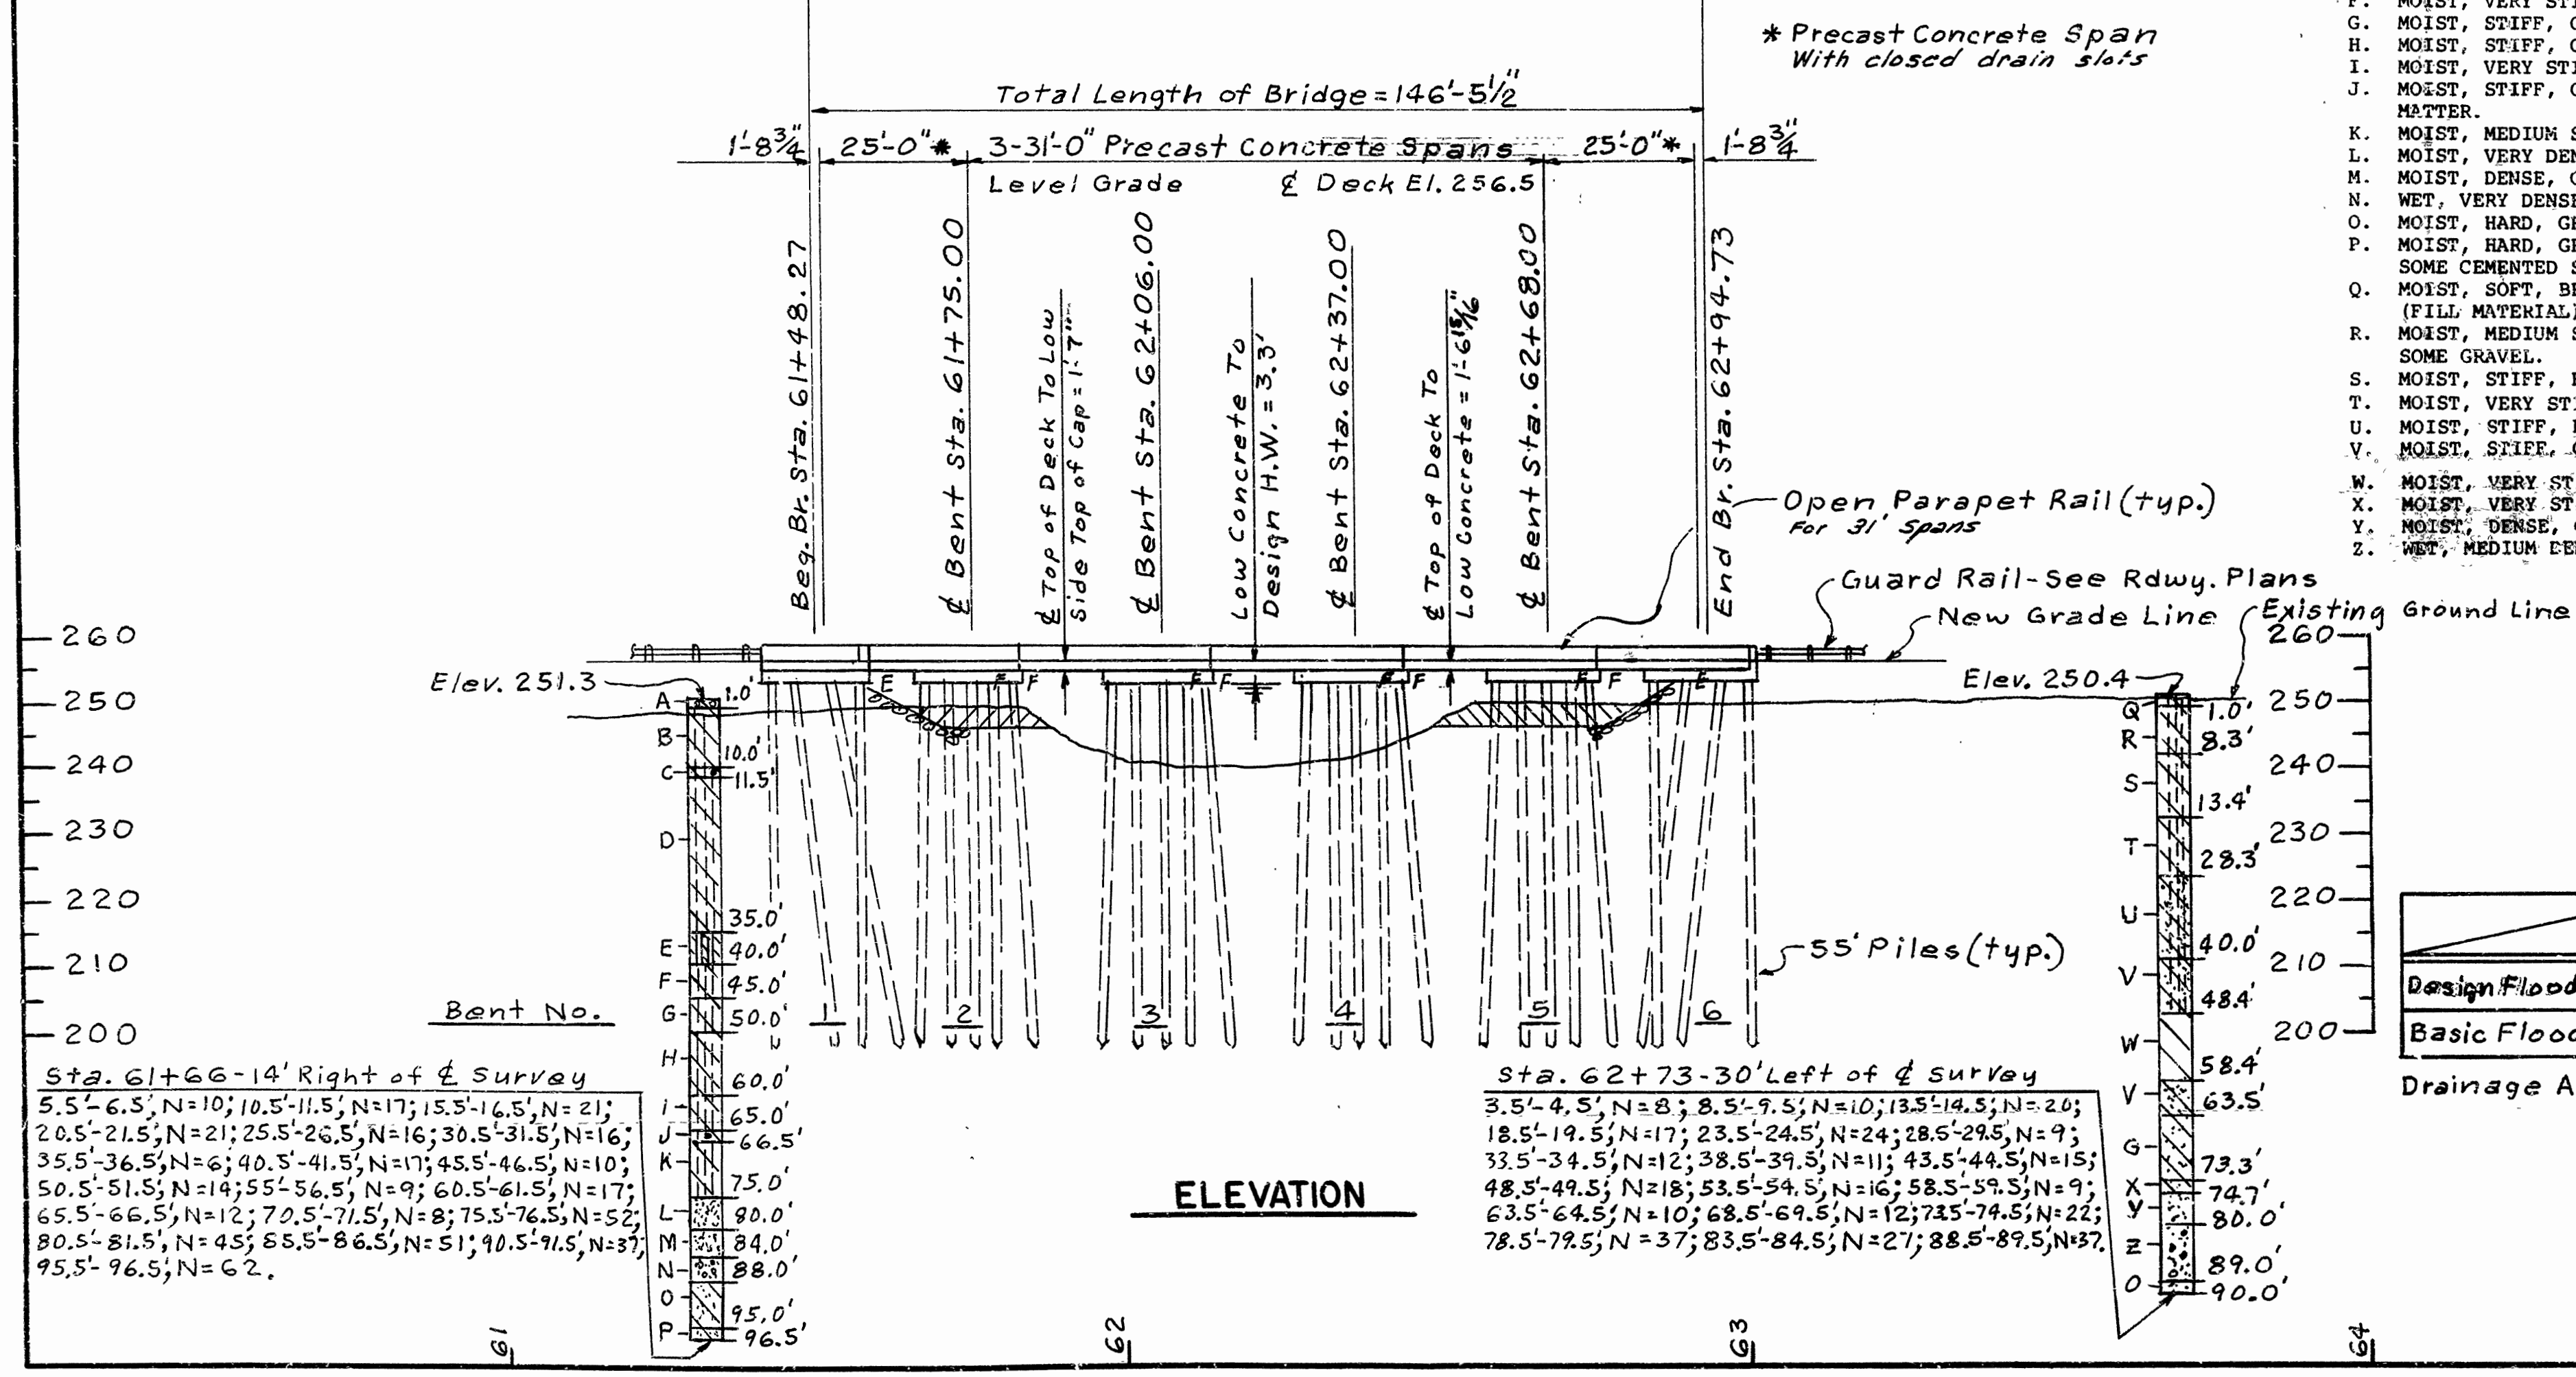 * Precast Concrete Span
With closed drain slots
Total Length of Bridge=146'-5½"
1'-8¾" 25'-0"* 3-31'-0" Precast Concrete Spans 25'-0"* 1'-8¾"
Level Grade ₵ Deck El. 256.5
Beg. Br. Sta. 61+48.27
₵ Bent Sta. 61+75.00
₵ Top of Deck To Low
Side Top of Cap = 1'-7"
₵ Bent Sta. 62+06.00
Low Concrete To
Design H.W. = 3.3'
₵ Bent Sta. 62+37.00
₵ Top of Deck To
Low Concrete = 1'-6 15/16"
₵ Bent Sta. 62+68.00
End Br. Sta. 62+94.73
Open Parapet Rail (typ.)
For 31' Spans
Guard Rail-See Rdwy. Plans
New Grade Line
Existing Ground Line
G. MOIST, STIFF,
H. MOIST, STIFF,
I. MOIST, VERY
J. MOIST, STIFF,
MATTER.
K. MOIST, MEDIUM
L. MOIST, VERY
M. MOIST, DENSE,
N. WET, VERY DENSE
O. MOIST, HARD,
P. MOIST, HARD,
SOME CEMENTED
Q. MOIST, SOFT,
(FILL MATERIAL)
R. MOIST, MEDIUM
SOME GRAVEL.
S. MOIST, STIFF,
T. MOIST, VERY
U. MOIST, STIFF,
V. MOIST, STIFF,
W. MOIST, VERY
X. MOIST, VERY
Y. MOIST, DENSE,
Z. WET, MEDIUM
260
250
240
230
220
210
200
Elev. 251.3
A 1.0'
B 10.0'
C 11.5'
D 35.0'
E 40.0'
F 45.0'
G 50.0'
H 60.0'
I 65.0'
J 66.5'
K 75.0'
L 80.0'
M 84.0'
N 88.0'
O 95.0'
P 96.5'
E F F F F F F F F E
Bent No. 1 2 3 4 5 6
55' Piles (typ.)
Elev. 250.4
Q 1.0'
R 8.3'
S 13.4'
T 28.3'
U 40.0'
V 48.4'
W 58.4'
V 63.5'
G 73.3'
X 74.7'
Y 80.0'
Z 89.0'
O 90.0'
260
250
240
230
220
210
200
Design Flood
Basic Flood
Drainage
Sta. 61+66-14' Right of ₵ Survey
5.5'-6.5', N=10; 10.5'-11.5', N=17; 15.5'-16.5', N=21;
20.5'-21.5', N=21; 25.5'-26.5', N=16; 30.5'-31.5', N=16;
35.5'-36.5', N=6; 40.5'-41.5', N=17; 45.5'-46.5', N=10;
50.5'-51.5', N=14; 55'-56.5', N=9; 60.5'-61.5', N=17;
65.5'-66.5', N=12; 70.5'-71.5', N=8; 75.5'-76.5', N=52;
80.5'-81.5', N=45; 85.5'-86.5', N=51; 90.5'-91.5', N=37;
95.5'-96.5', N=62.
Sta. 62+73-30' Left of ₵ Survey
3.5'-4.5', N=8; 8.5'-9.5', N=10; 13.5'-14.5', N=20;
18.5'-19.5', N=17; 23.5'-24.5', N=24; 28.5'-29.5', N=9;
33.5'-34.5', N=12; 38.5'-39.5', N=11; 43.5'-44.5', N=15;
48.5'-49.5', N=18; 53.5'-54.5', N=16; 58.5'-59.5', N=9;
63.5'-64.5', N=10; 68.5'-69.5', N=12; 73.5'-74.5', N=22;
78.5'-79.5', N=37; 83.5'-84.5', N=27; 88.5'-89.5', N=37.
ELEVATION
61
62
63
64